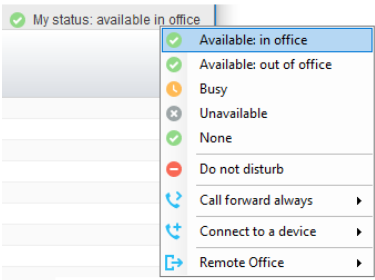 My status: available in office
Available: in office
Available: out of office
Busy
Unavailable
None
Do not disturb
Call forward always
Connect to a device
Remote Office